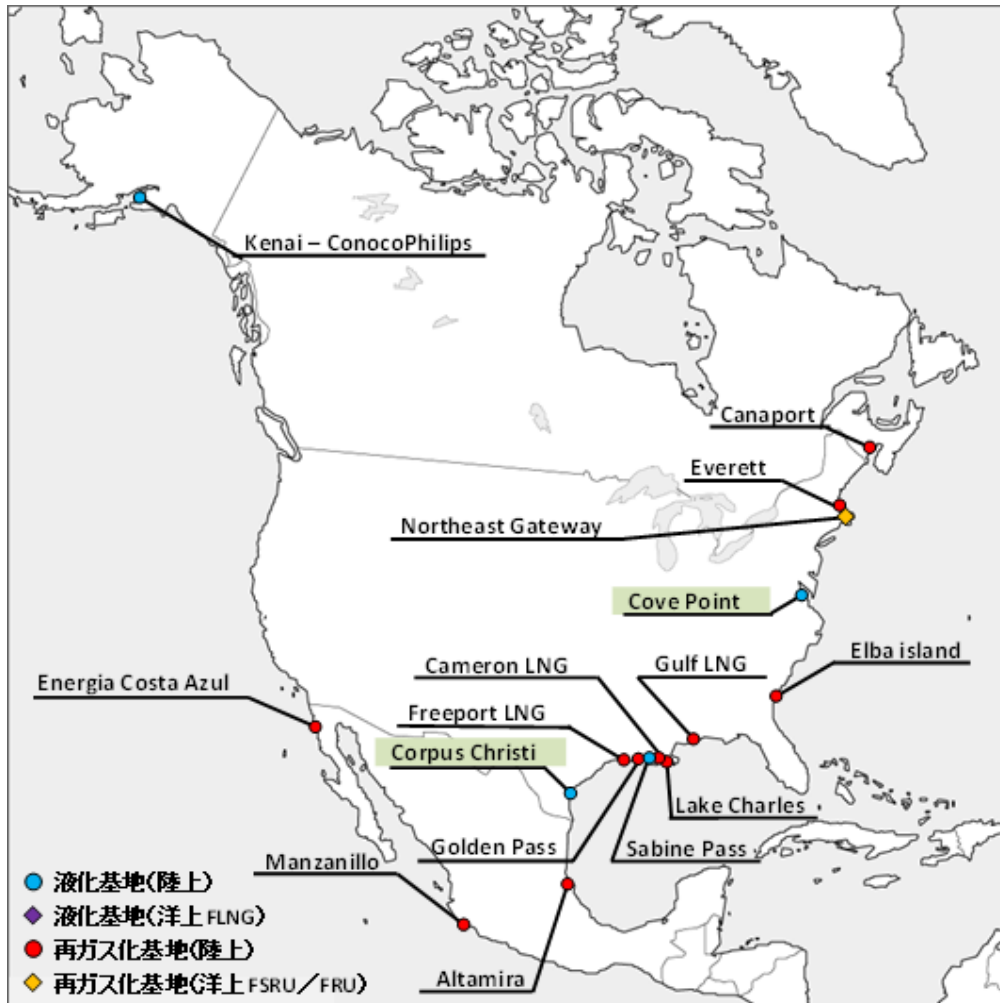 Kenai – ConocoPhilips
Canaport
Everett
Northeast Gateway
Cove Point
Elba island
Cameron LNG
Gulf LNG
Energia Costa Azul
Freeport LNG
Corpus Christi
Lake Charles
Golden Pass
Sabine Pass
Manzanillo
Altamira
液化基地(陸上)
液化基地(洋上 FLNG)
再ガス化基地(陸上)
再ガス化基地(洋上 FSRU/FRU)